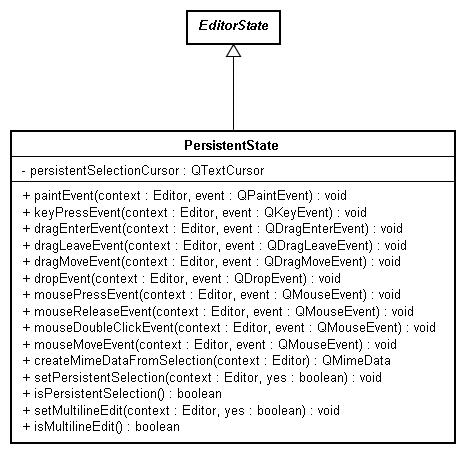 EditorState
PersistentState
- persistentSelectionCursor : QTextCursor
+ paintEvent(context : Editor, event : QPaintEvent) : void
+ keyPressEvent(context : Editor, event : QKeyEvent) : void
+ dragEnterEvent(context : Editor, event : QDragEnterEvent) : void
+ dragLeaveEvent(context : Editor, event : QDragLeaveEvent) : void
+ dragMoveEvent(context : Editor, event : QDragMoveEvent) : void
+ dropEvent(context : Editor, event : QDropEvent) : void
+ mousePressEvent(context : Editor, event : QMouseEvent) : void
+ mouseReleaseEvent(context : Editor, event : QMouseEvent) : void
+ mouseDoubleClickEvent(context : Editor, event : QMouseEvent) : void
+ mouseMoveEvent(context : Editor, event : QMouseEvent) : void
+ createMimeDataFromSelection(context : Editor) : QMimeData
+ setPersistentSelection(context : Editor, yes : boolean) : void
+ isPersistentSelection() : boolean
+ setMultilineEdit(context : Editor, yes : boolean) : void
+ isMultilineEdit() : boolean